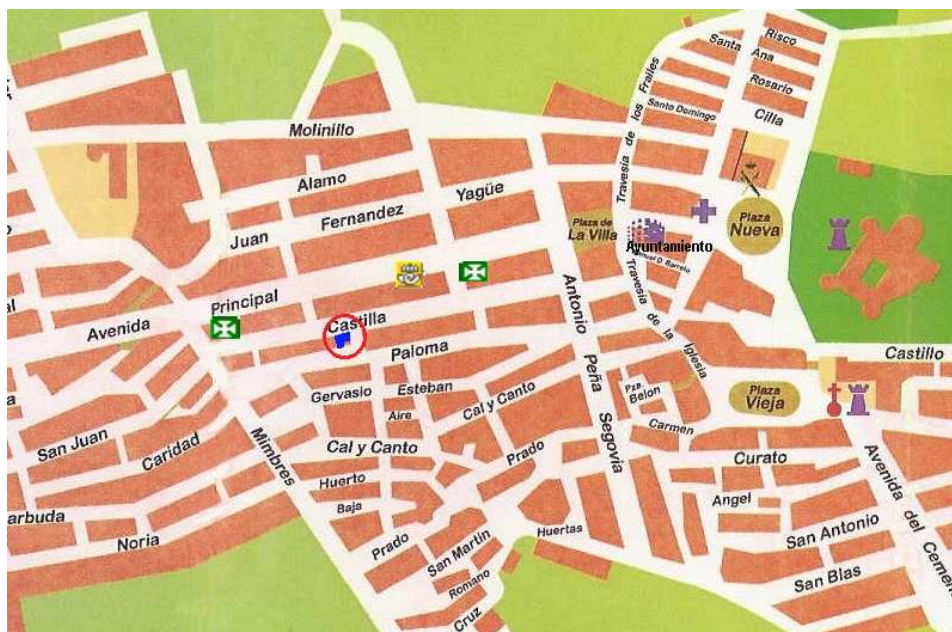 Risco
Santa Ana
Rosario
Santo Domingo
Cilla
Travesia de los Frailes
Molinillo
Alamo
Juan Fernandez Yagüe
Plaza de
La Villa
Plaza
Nueva
Ayuntamiento
Travesia de la Iglesia
Avenida Principal
Castilla
Paloma
Antonio Peña Segovia
Castillo
Gervasio
Esteban
Aire
Cal y Canto
Pza.
Belon
Plaza
Vieja
San Juan
Caridad
Mimbres
Cal y Canto
Carmen
Prado
Curato
Huerto
Baja
Angel
Avenida del
Noria
Prado
San Martin
Huertas
San Antonio
Romano
San Blas
Cruz